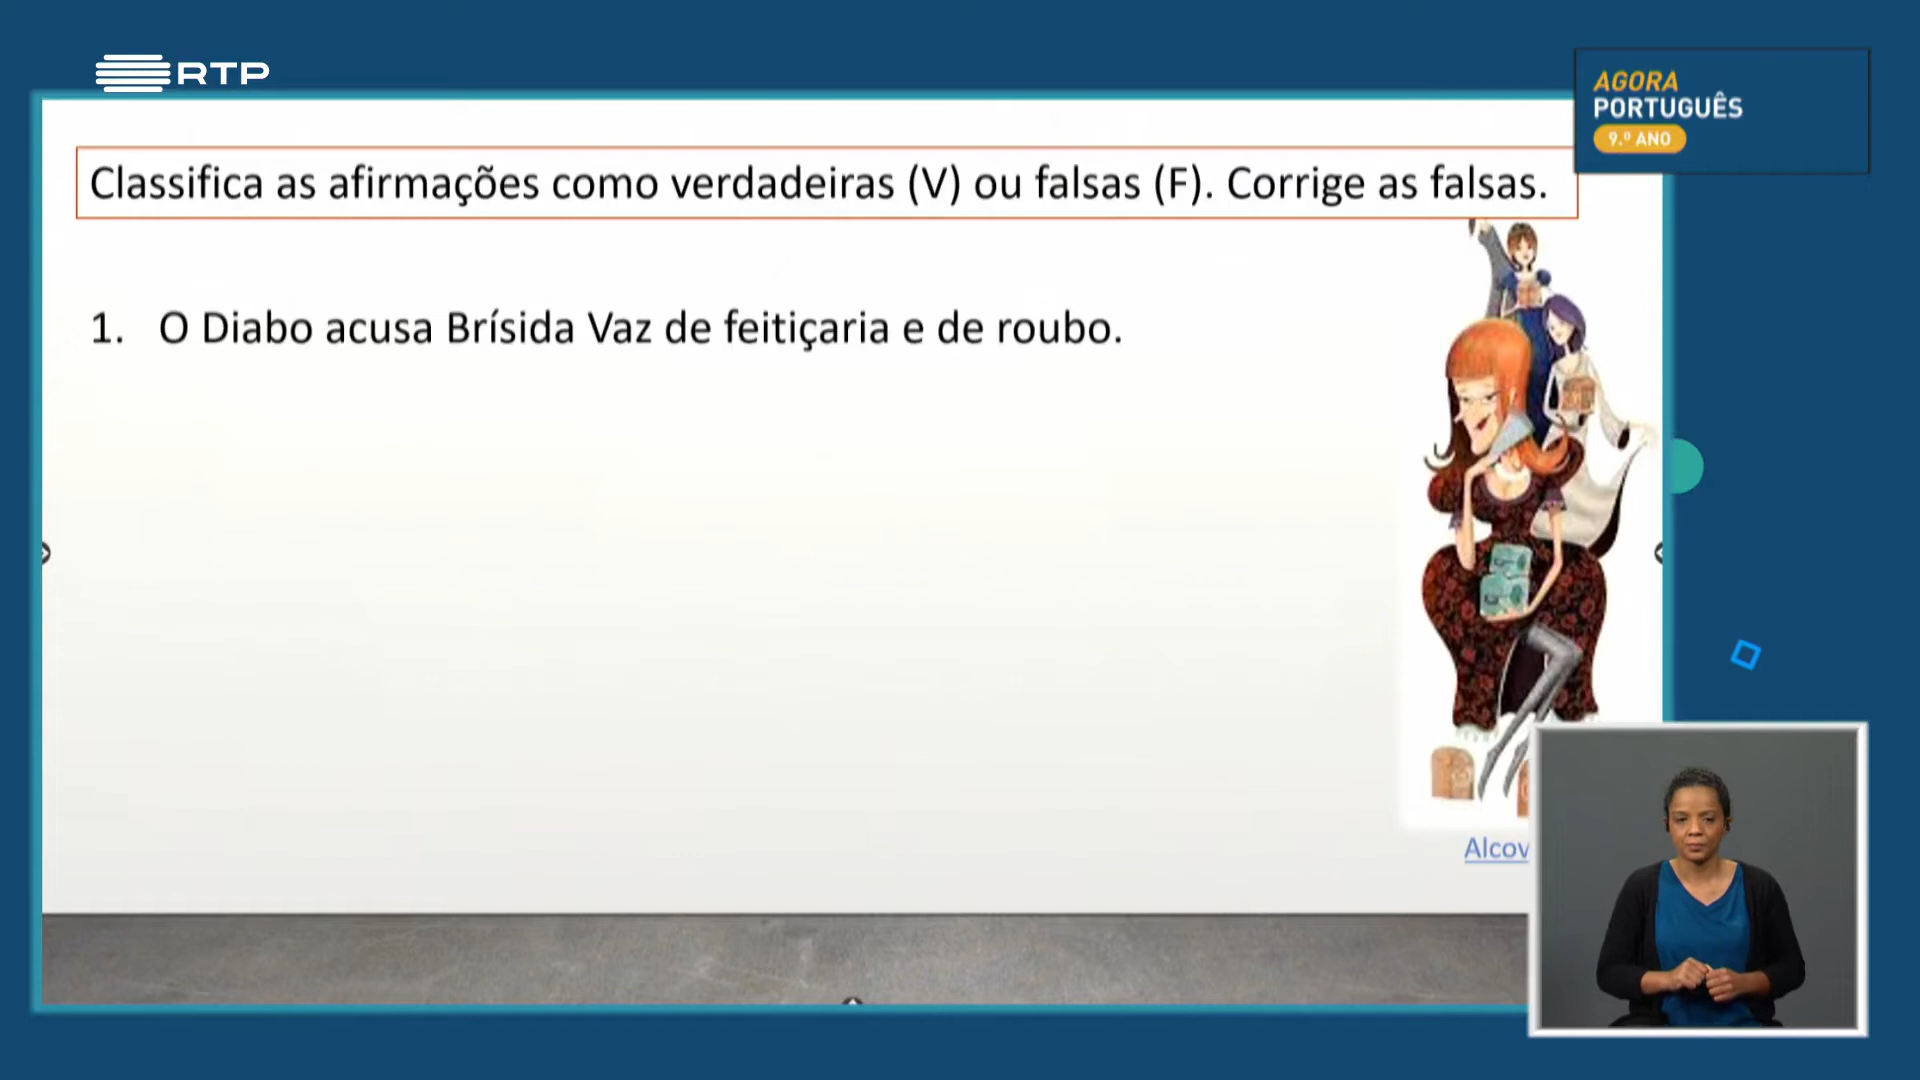 RTP
AGORA
PORTUGUÊS
9.º ANO
Classifica as afirmações como verdadeiras (V) ou falsas (F). Corrige as falsas.
1. O Diabo acusa Brísida Vaz de feitiçaria e de roubo.
Alcov